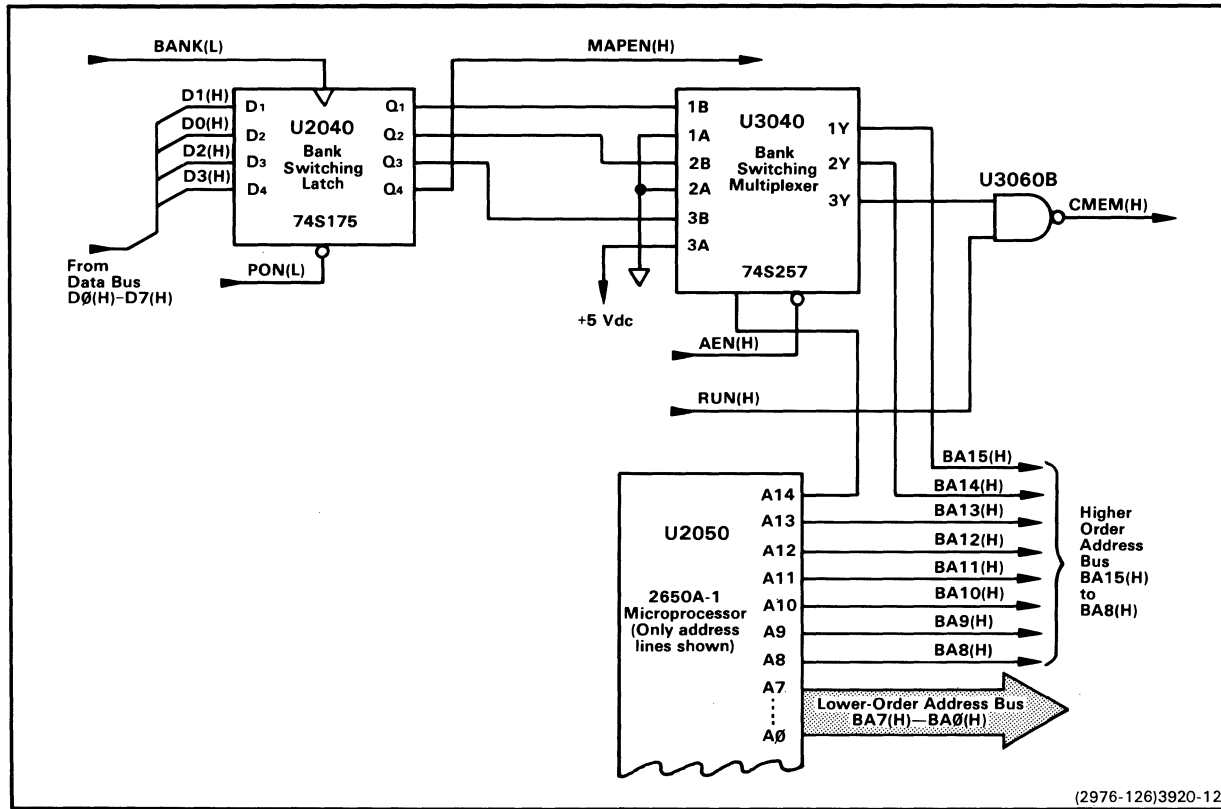 BANK(L)
MAPEN(H)
D1(H)
D0(H)
D2(H)
D3(H)
D1
D2
D3
D4
U2040
Bank
Switching
Latch
74S175
Q1
Q2
Q3
Q4
PON(L)
From
Data Bus
DØ(H)-D7(H)
1B
1A
2B
2A
3B
3A
U3040
Bank
Switching
Multiplexer
74S257
1Y
2Y
3Y
U3060B
CMEM(H)
+5 Vdc
AEN(H)
RUN(H)
U2050
2650A-1
Microprocessor
(Only address
lines shown)
A14
A13
A12
A11
A10
A9
A8
A7
AØ
BA15(H)
BA14(H)
BA13(H)
BA12(H)
BA11(H)
BA10(H)
BA9(H)
BA8(H)
Higher
Order
Address
Bus
BA15(H)
to
BA8(H)
Lower-Order Address Bus
BA7(H)—BAØ(H)
(2976-126)3920-12